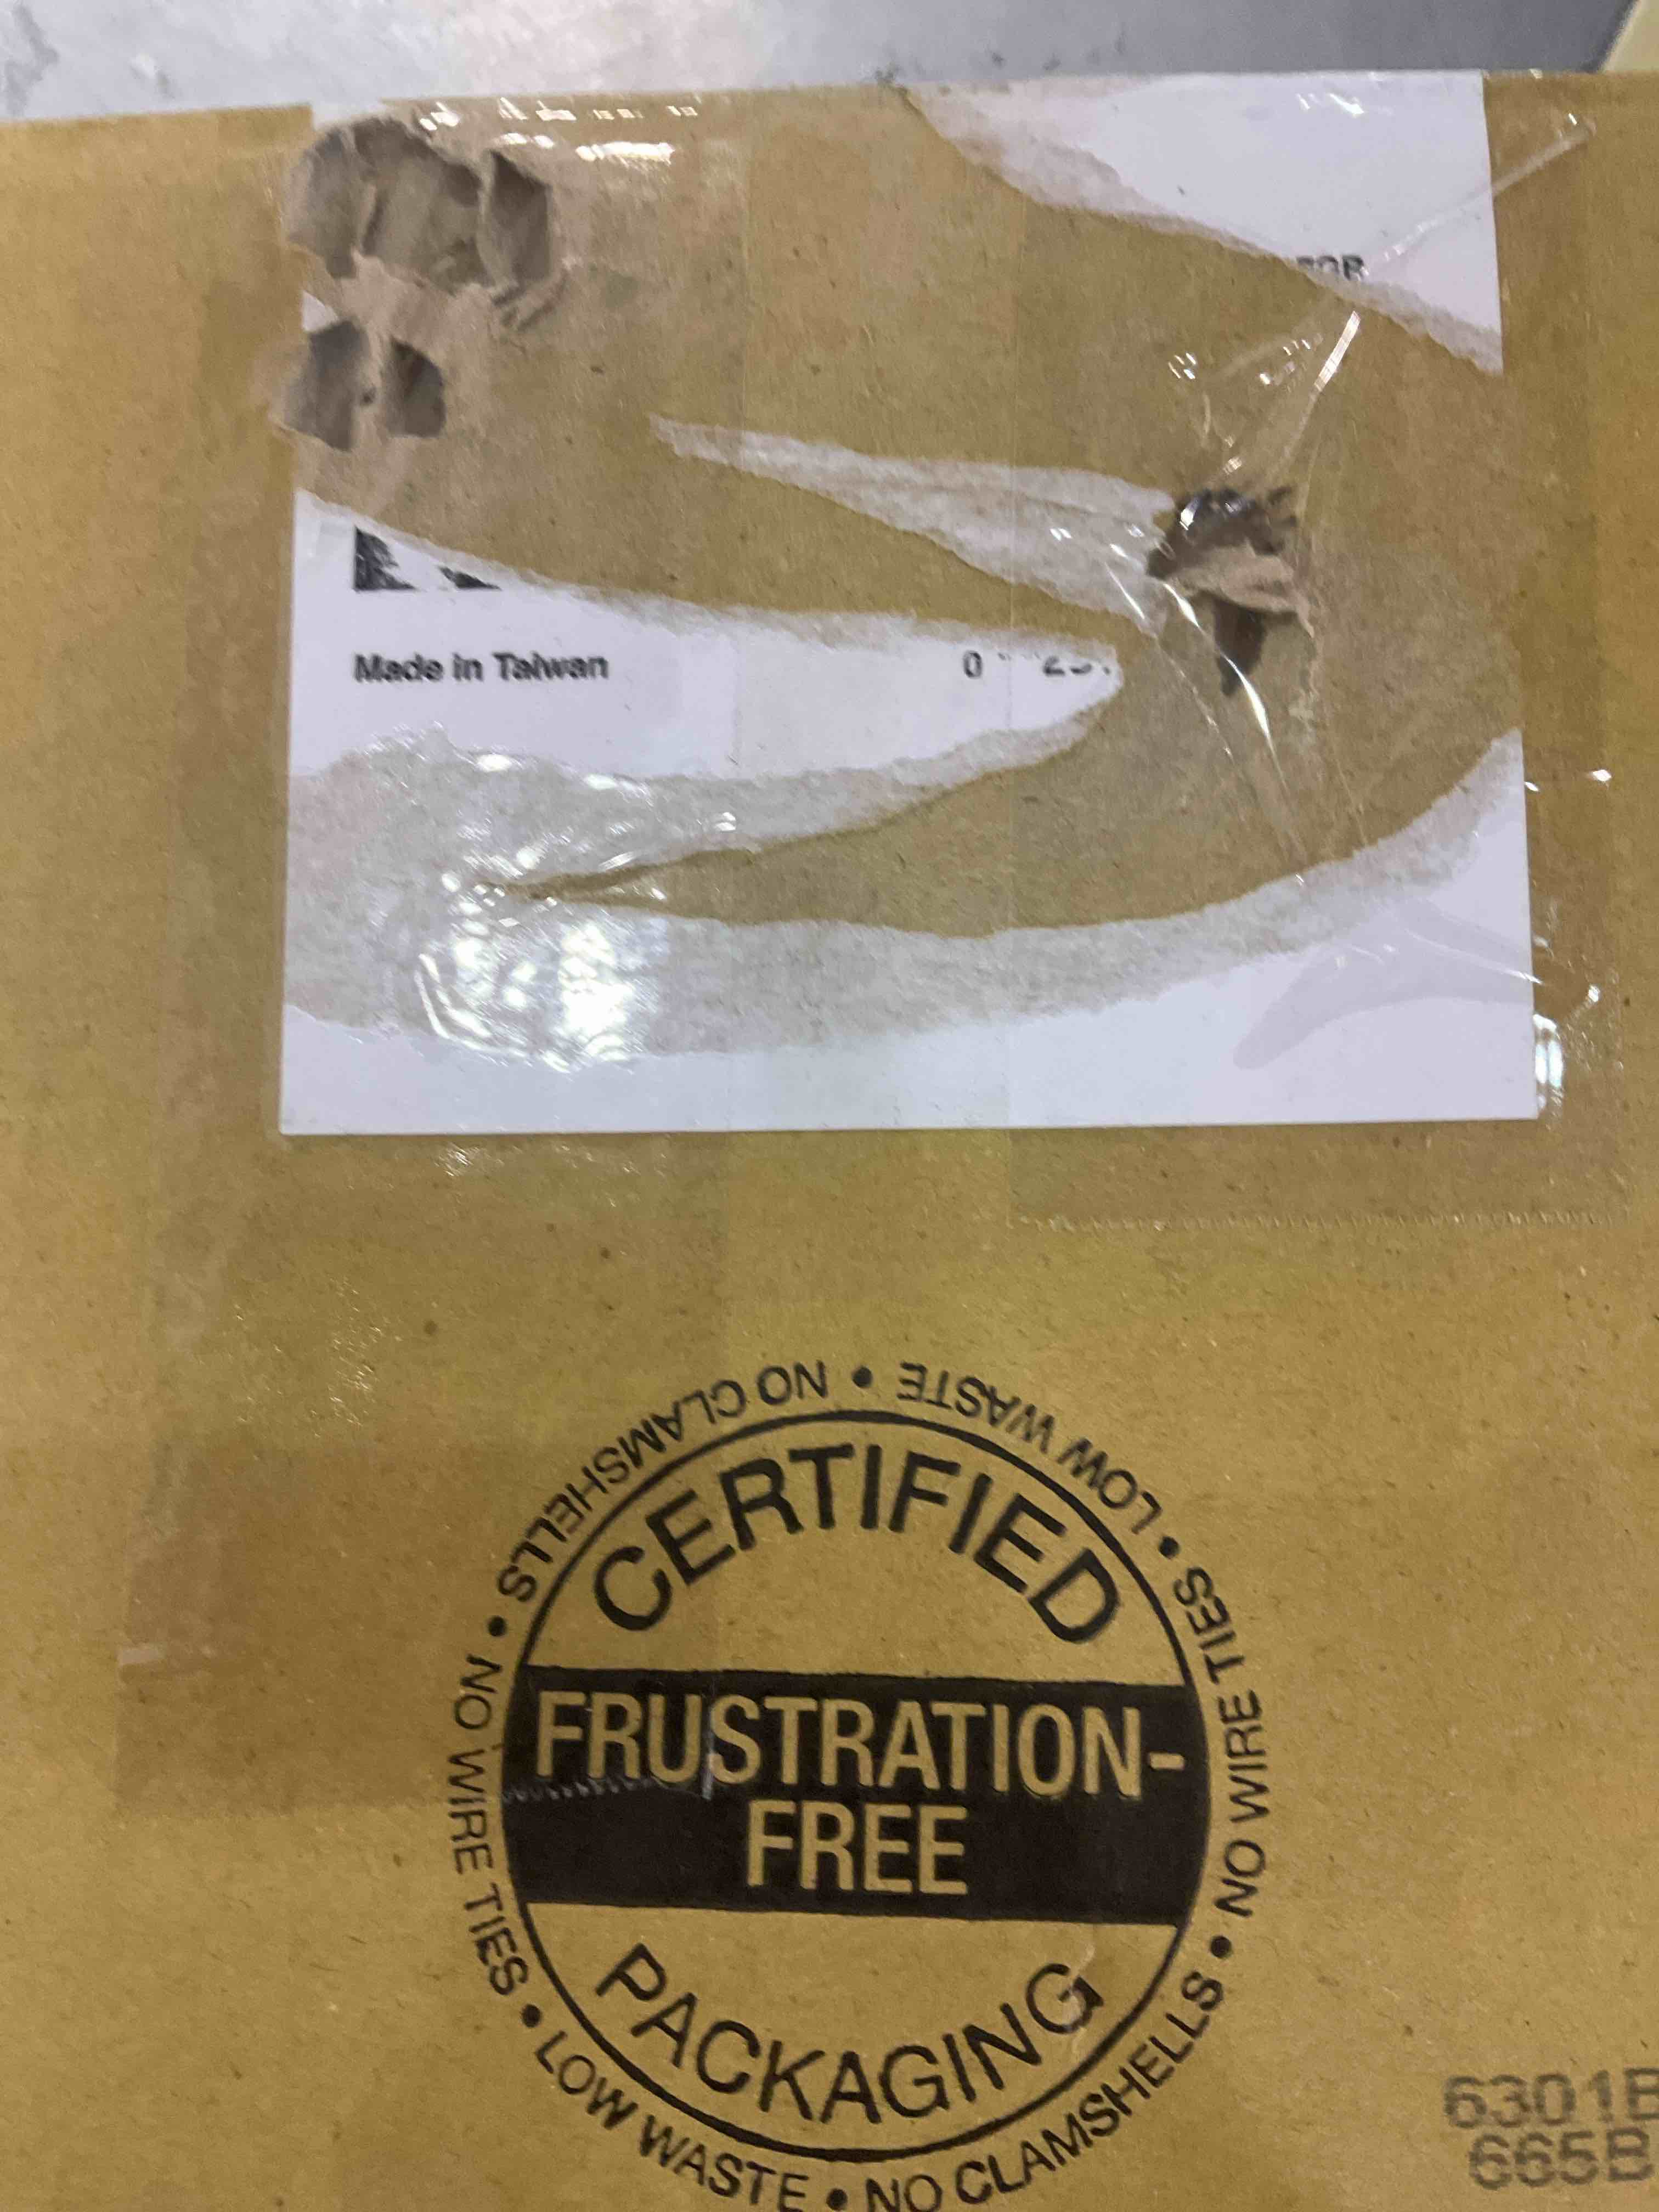 Made in Taiwan
NO CLAMSHELLS • LOW WASTE • NO WIRE TIES • NO CLAMSHELLS • LOW WASTE • NO WIRE TIES •
CERTIFIED
FRUSTRATION-
FREE
PACKAGING
6301B
665B